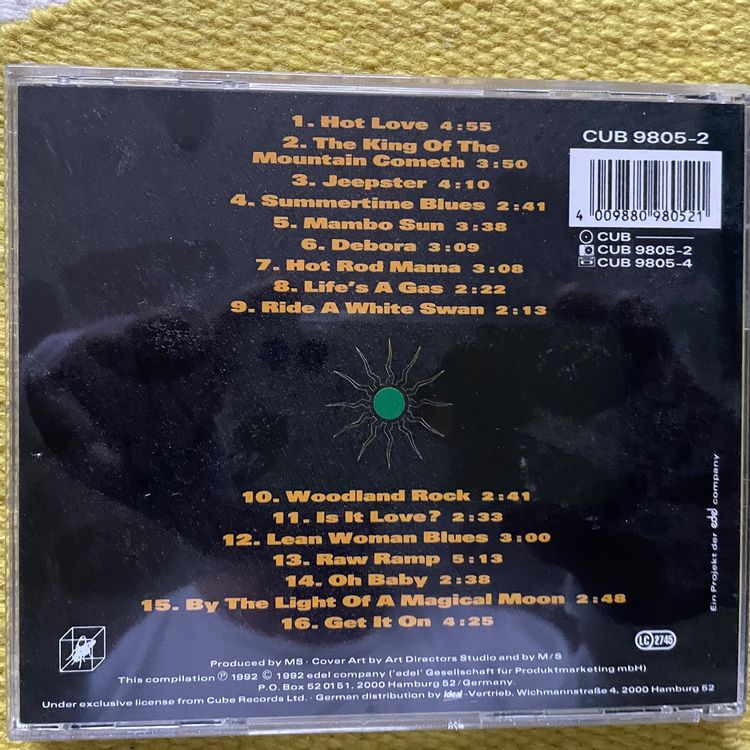 1. Hot Love 4:55
2. The King Of The
Mountain Cometh 3:50
3. Jeepster 4:10
4. Summertime Blues 2:41
5. Mambo Sun 3:38
6. Debora 3:09
7. Hot Rod Mama 3:08
8. Life's A Gas 2:22
9. Ride A White Swan 2:13
CUB 9805-2
4 009880 980521
CUB
CUB 9805-2
CUB 9805-4
10. Woodland Rock 2:41
11. Is It Love? 2:33
12. Lean Woman Blues 3:00
13. Raw Ramp 5:13
14. Oh Baby 2:38
15. By The Light Of A Magical Moon 2:48
16. Get It On 4:25
Ein Projekt der edel company
LC 2745
Produced by MS · Cover Art by Art Directors Studio and by M/S
This compilation ℗ 1992 © 1992 edel company ('edel' Gesellschaft für Produktmarketing mbH)
P.O. Box 52 01 51, 2000 Hamburg 52/Germany.
Under exclusive license from Cube Records Ltd. · German distribution by ideal-Vertrieb, Wichmannstraße 4, 2000 Hamburg 52